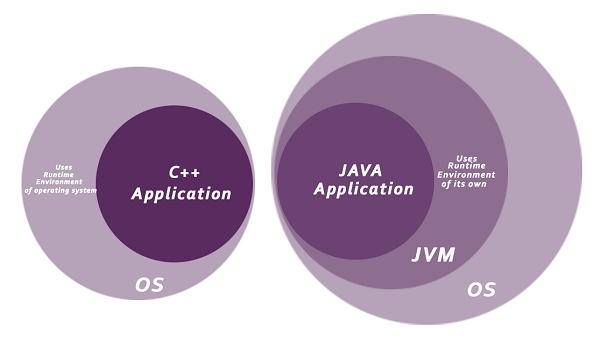 Uses
Runtime
Environment
of operating system
C++
Application
OS
JAVA
Application
Uses
Runtime
Environment
of its own
JVM
OS